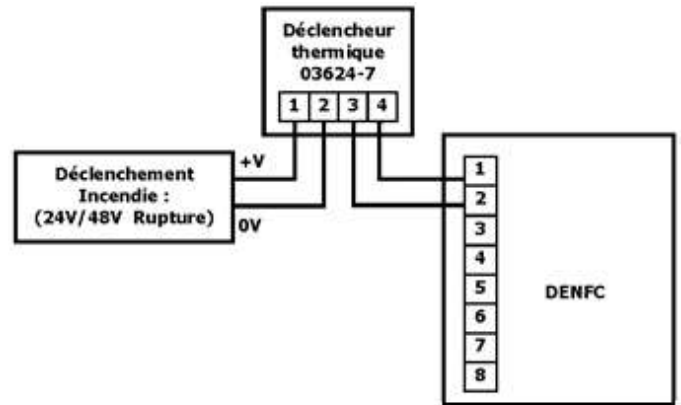 Déclencheur
thermique
03624-7
1 2 3 4
+V
Déclenchement
Incendie :
(24V/48V Rupture)
0V
1
2
3
4
5
6
7
8
DENFC